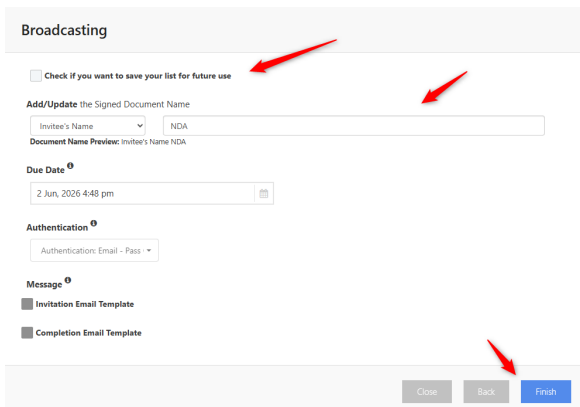 Broadcasting
Check if you want to save your list for future use
Add/Update the Signed Document Name
Invitee's Name NDA
Document Name Preview: Invitee's Name NDA
Due Date
2 Jun, 2026 4:48 pm
Authentication
Authentication: Email - Pass
Message
Invitation Email Template
Completion Email Template
Close Back Finish